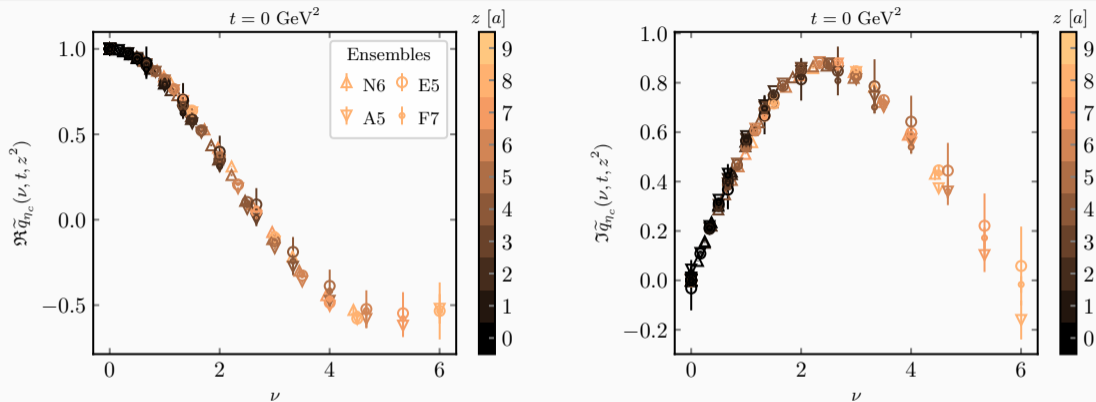 t = 0 GeV²
z [a]
ℜq̃_{η_c}(ν, t, z²)
1.0
0.5
0.0
−0.5
0 2 4 6
ν
Ensembles
N6 E5
A5 F7
9
8
7
6
5
4
3
2
1
0
t = 0 GeV²
z [a]
ℑq̃_{η_c}(ν, t, z²)
1.0
0.8
0.6
0.4
0.2
0.0
−0.2
0 2 4 6
ν
9
8
7
6
5
4
3
2
1
0